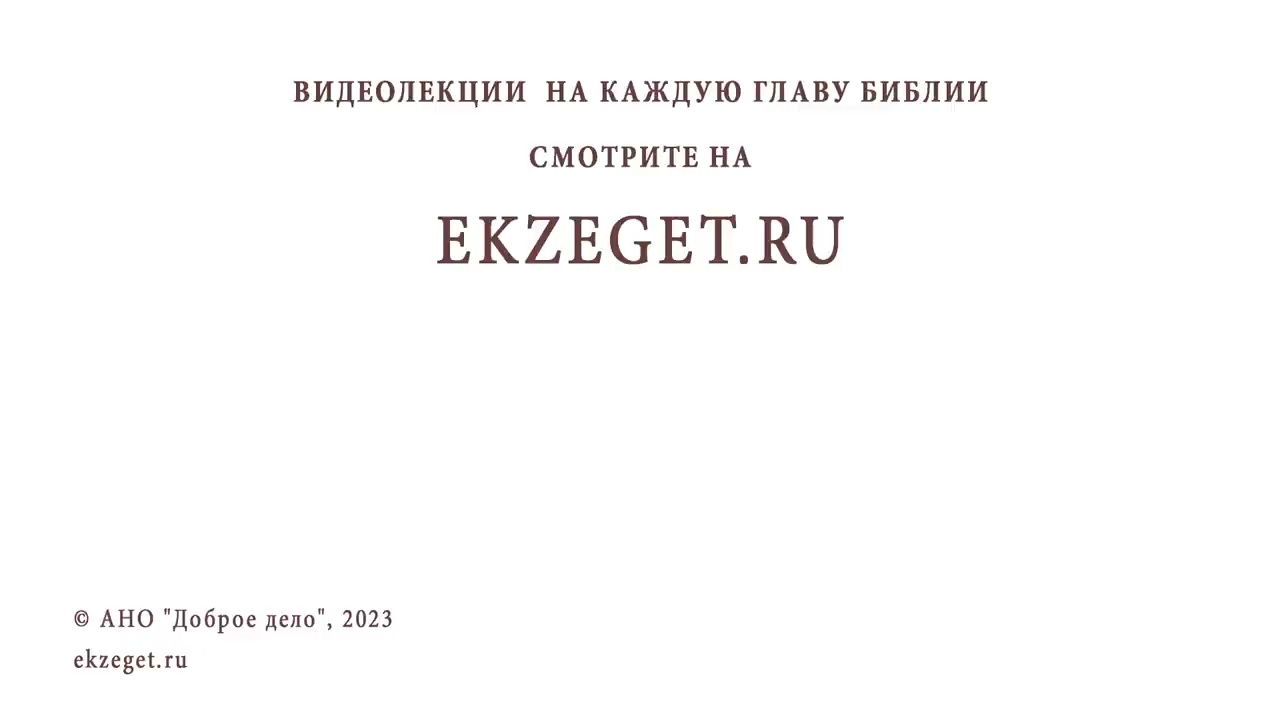 ВИДЕОЛЕКЦИИ НА КАЖДУЮ ГЛАВУ БИБЛИИ
СМОТРИТЕ НА
EKZEGET.RU
© АНО "Доброе дело", 2023
ekzeget.ru